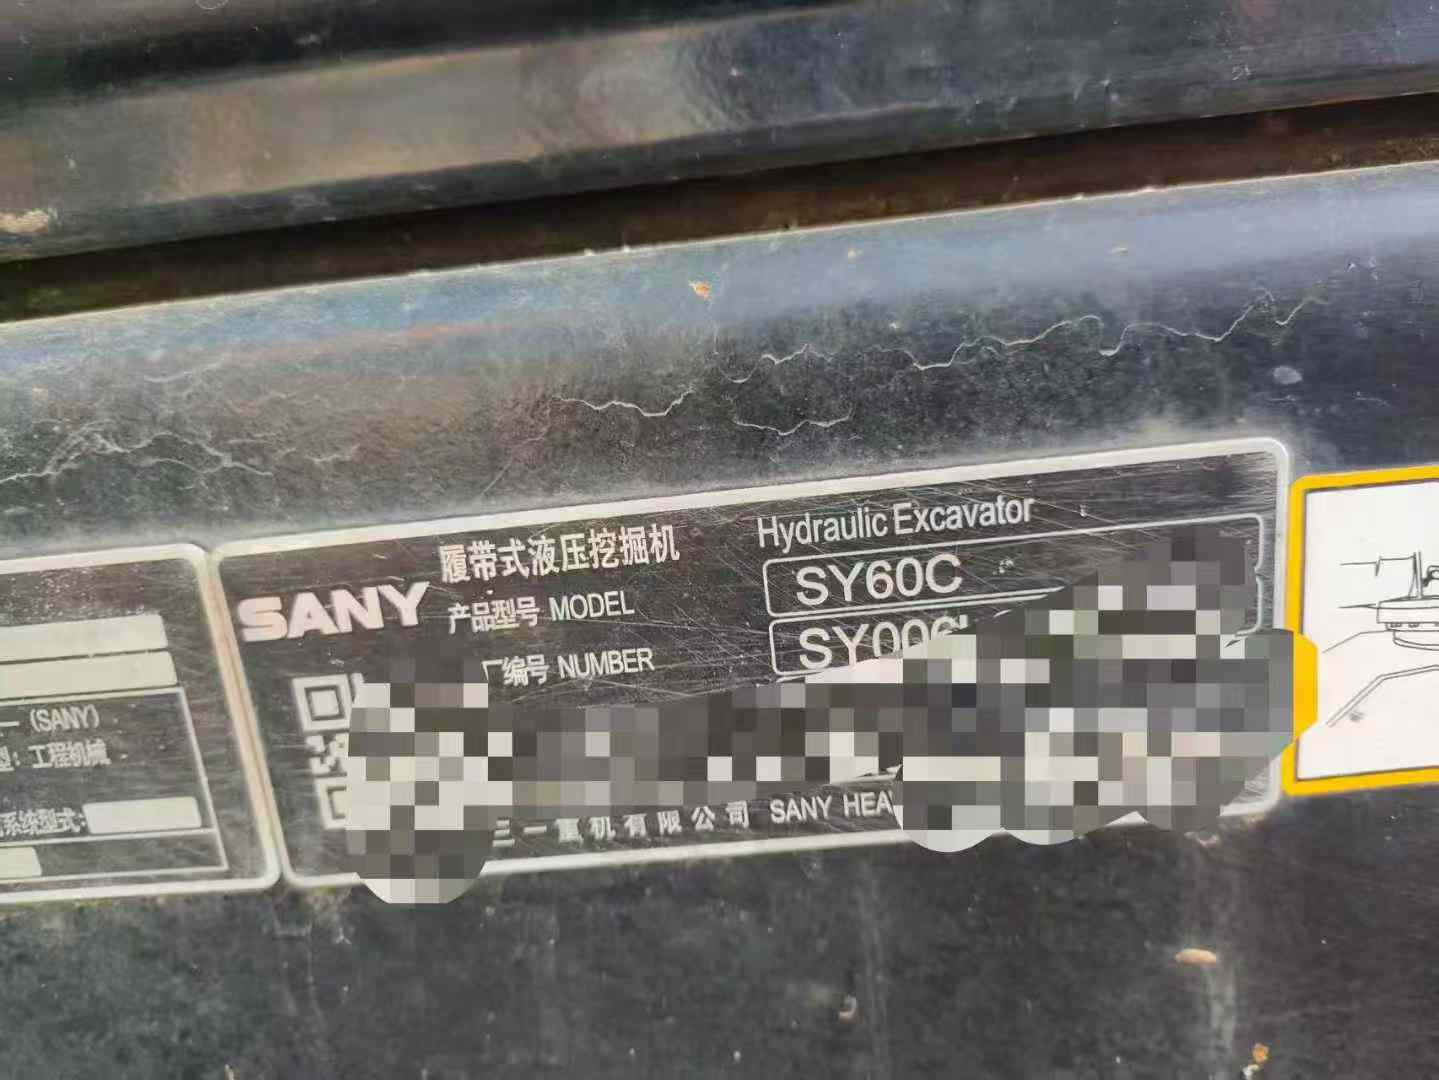 一 (SANY)
型: 工程机械
系统型式:
SANY
履带式液压挖掘机 Hydraulic Excavator
产品型号 MODEL SY60C
编号 NUMBER SY006
三一重机有限公司 SANY HEA